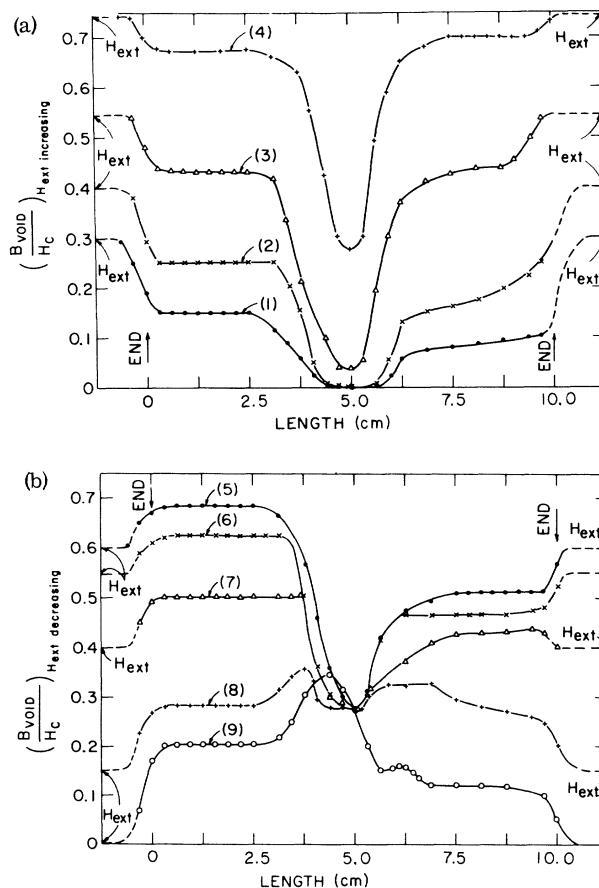 (a)
0.7
0.6
0.5
0.4
0.3
0.2
0.1
0
(B_VOID / H_C) H_ext increasing
H_ext
(4)
H_ext
H_ext
(3)
H_ext
(2)
H_ext
(1)
H_ext
END
END
0
2.5
5.0
7.5
10.0
LENGTH (cm)
(b)
0.7
0.6
0.5
0.4
0.3
0.2
0.1
0
(B_VOID / H_C) H_ext decreasing
END
(5)
(6)
END
H_ext
H_ext
(7)
H_ext
H_ext
(8)
(9)
H_ext
H_ext
0
2.5
5.0
7.5
10.0
LENGTH (cm)